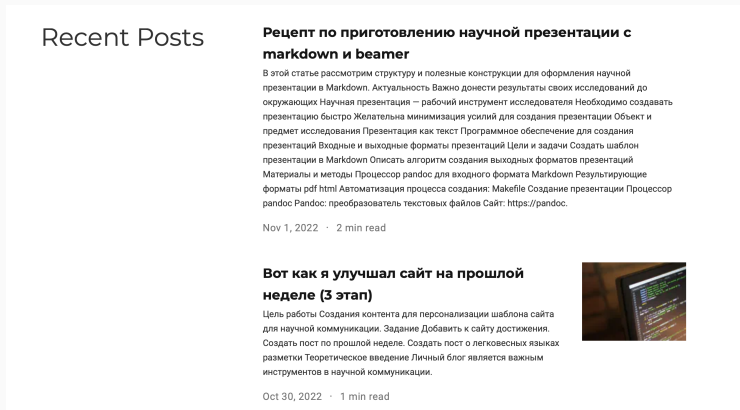 Recent Posts
Рецепт по приготовлению научной презентации с
markdown и beamer
В этой статье рассмотрим структуру и полезные конструкции для оформления научной
презентации в Markdown. Актуальность Важно донести результаты своих исследований до
окружающих Научная презентация — рабочий инструмент исследователя Необходимо создавать
презентацию быстро Желательна минимизация усилий для создания презентации Объект и
предмет исследования Презентация как текст Программное обеспечение для создания
презентаций Входные и выходные форматы презентаций Цели и задачи Создать шаблон
презентации в Markdown Описать алгоритм создания выходных форматов презентаций
Материалы и методы Процессор pandoc для входного формата Markdown Результирующие
форматы pdf html Автоматизация процесса создания: Makefile Создание презентации Процессор
pandoc Pandoc: преобразователь текстовых файлов Сайт: https://pandoc.
Nov 1, 2022 · 2 min read
Вот как я улучшал сайт на прошлой
неделе (3 этап)
Цель работы Создания контента для персонализации шаблона сайта
для научной коммуникации. Задание Добавить к сайту достижения.
Создать пост по прошлой неделе. Создать пост о легковесных языках
разметки Теоретическое введение Личный блог является важным
инструментов в научной коммуникации.
Oct 30, 2022 · 1 min read